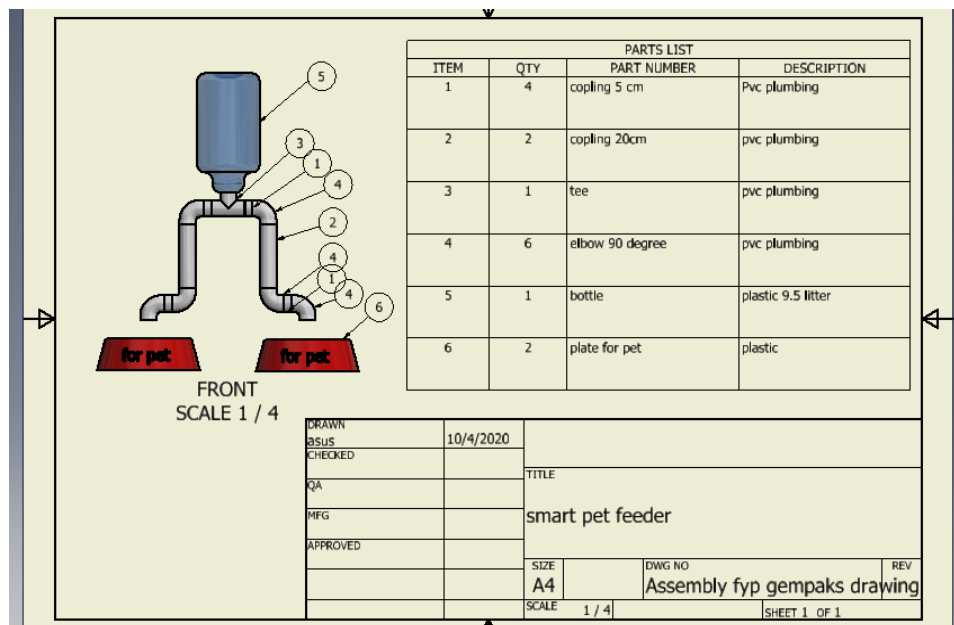 5
3
1
4
2
4
1
4
6
for pet
for pet
FRONT
SCALE 1 / 4
PARTS LIST
ITEM QTY PART NUMBER DESCRIPTION
1 4 copling 5 cm Pvc plumbing
2 2 copling 20cm pvc plumbing
3 1 tee pvc plumbing
4 6 elbow 90 degree pvc plumbing
5 1 bottle plastic 9.5 litter
6 2 plate for pet plastic
DRAWN
asus 10/4/2020
CHECKED
QA
MFG
APPROVED
TITLE
smart pet feeder
SIZE
A4
DWG NO
Assembly fyp gempaks drawing
REV
SCALE 1 / 4
SHEET 1 OF 1